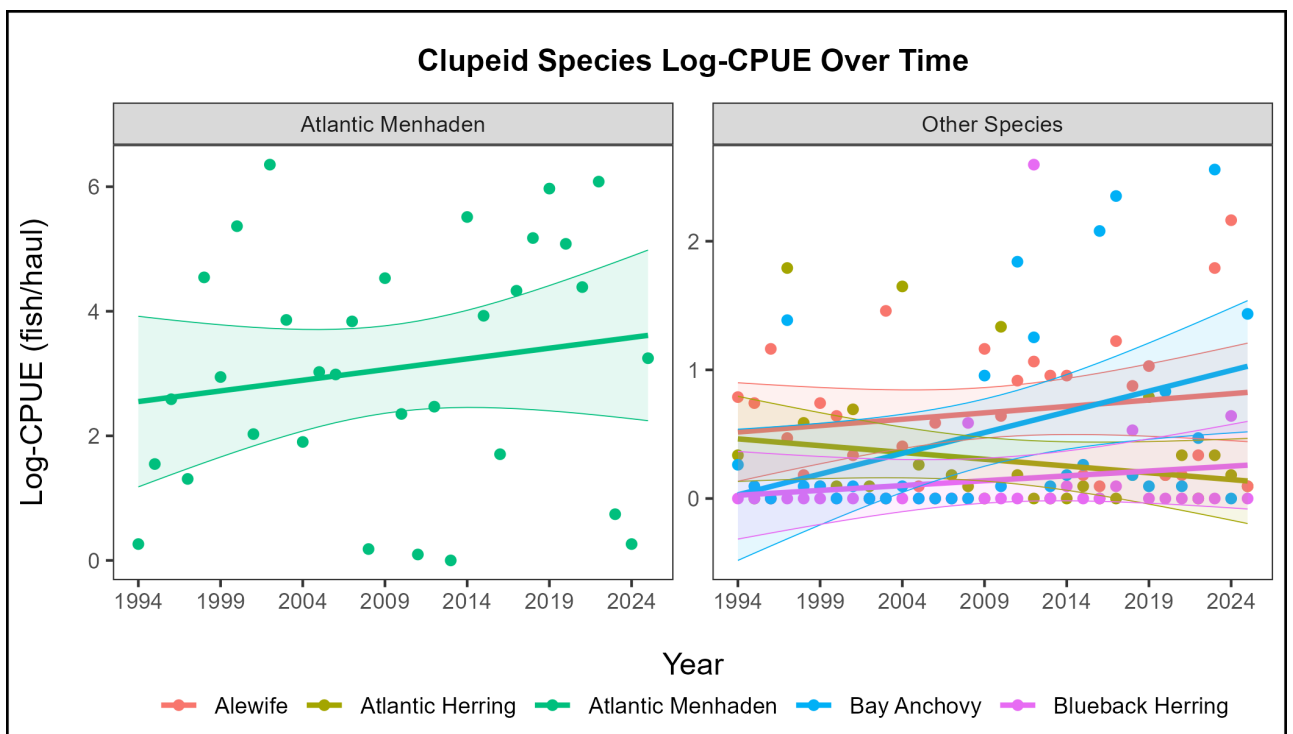 Clupeid Species Log-CPUE Over Time
Atlantic Menhaden Other Species
Log-CPUE (fish/haul)
6
4
2
0
2
1
0
1994 1999 2004 2009 2014 2019 2024 1994 1999 2004 2009 2014 2019 2024
Year
Alewife Atlantic Herring Atlantic Menhaden Bay Anchovy Blueback Herring